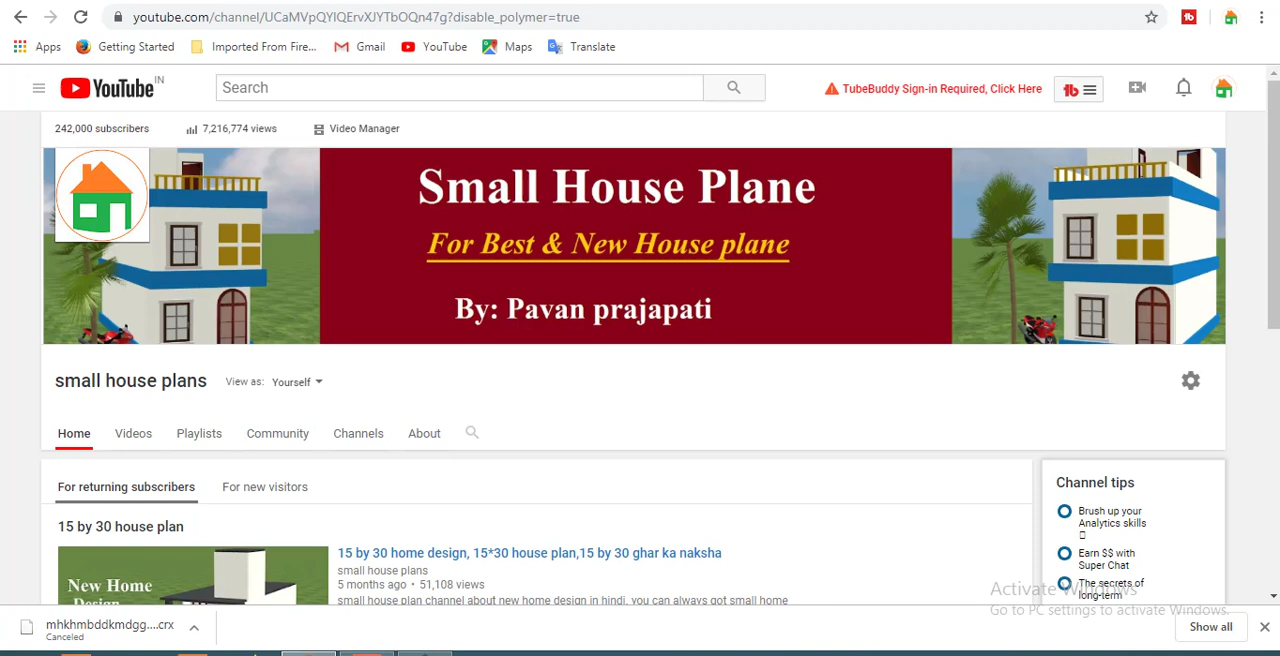 youtube.com/channel/UCaMVpQYlQErvXJYTbOQn47g?disable_polymer=true
Apps Getting Started Imported From Fire... Gmail YouTube Maps Translate
YouTube IN Search TubeBuddy Sign-in Required, Click Here tb
242,000 subscribers 7,216,774 views Video Manager
Small House Plane
For Best & New House plane
By: Pavan prajapati
small house plans View as: Yourself
Home Videos Playlists Community Channels About
For returning subscribers For new visitors
15 by 30 house plan
15 by 30 home design, 15*30 house plan,15 by 30 ghar ka naksha
small house plans
5 months ago • 51,108 views
small house plan channel about new home design in hindi, you can always got small home
New Home
Design
Channel tips
Brush up your
Analytics skills
Earn $$ with
Super Chat
The secrets of
long-term
Activate Windows
Go to PC settings to activate Windows.
mhkhmbddkmdgg....crx
Canceled
Show all